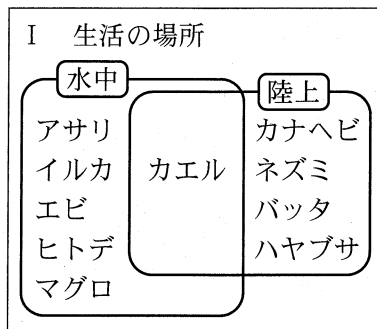 I 生活の場所
水中
陸上
アサリ
イルカ
エビ
ヒトデ
マグロ
カエル
カナヘビ
ネズミ
バッタ
ハヤブサ